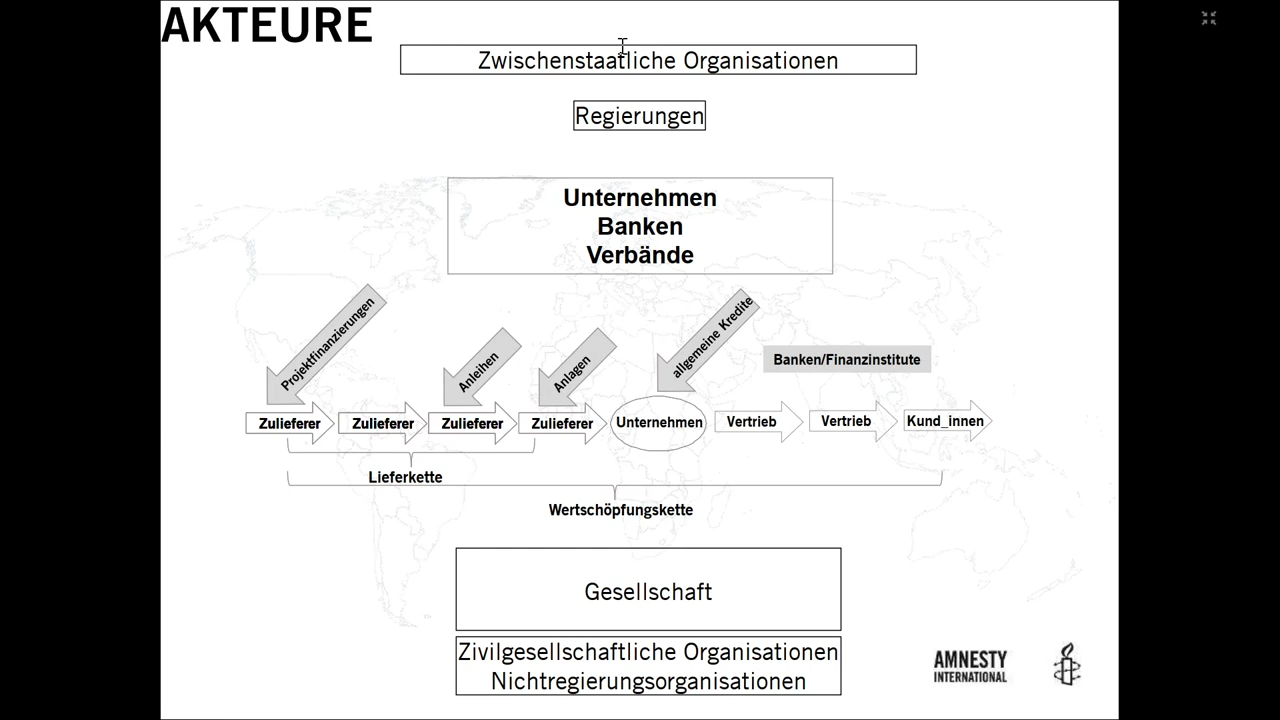 AKTEURE
Zwischenstaatliche Organisationen
Regierungen
Unternehmen
Banken
Verbände
Projektfinanzierungen
Anleihen
Anlagen
allgemeine Kredite
Banken/Finanzinstitute
Zulieferer
Zulieferer
Zulieferer
Zulieferer
Unternehmen
Vertrieb
Vertrieb
Kund_innen
Lieferkette
Wertschöpfungskette
Gesellschaft
Zivilgesellschaftliche Organisationen
Nichtregierungsorganisationen
AMNESTY
INTERNATIONAL